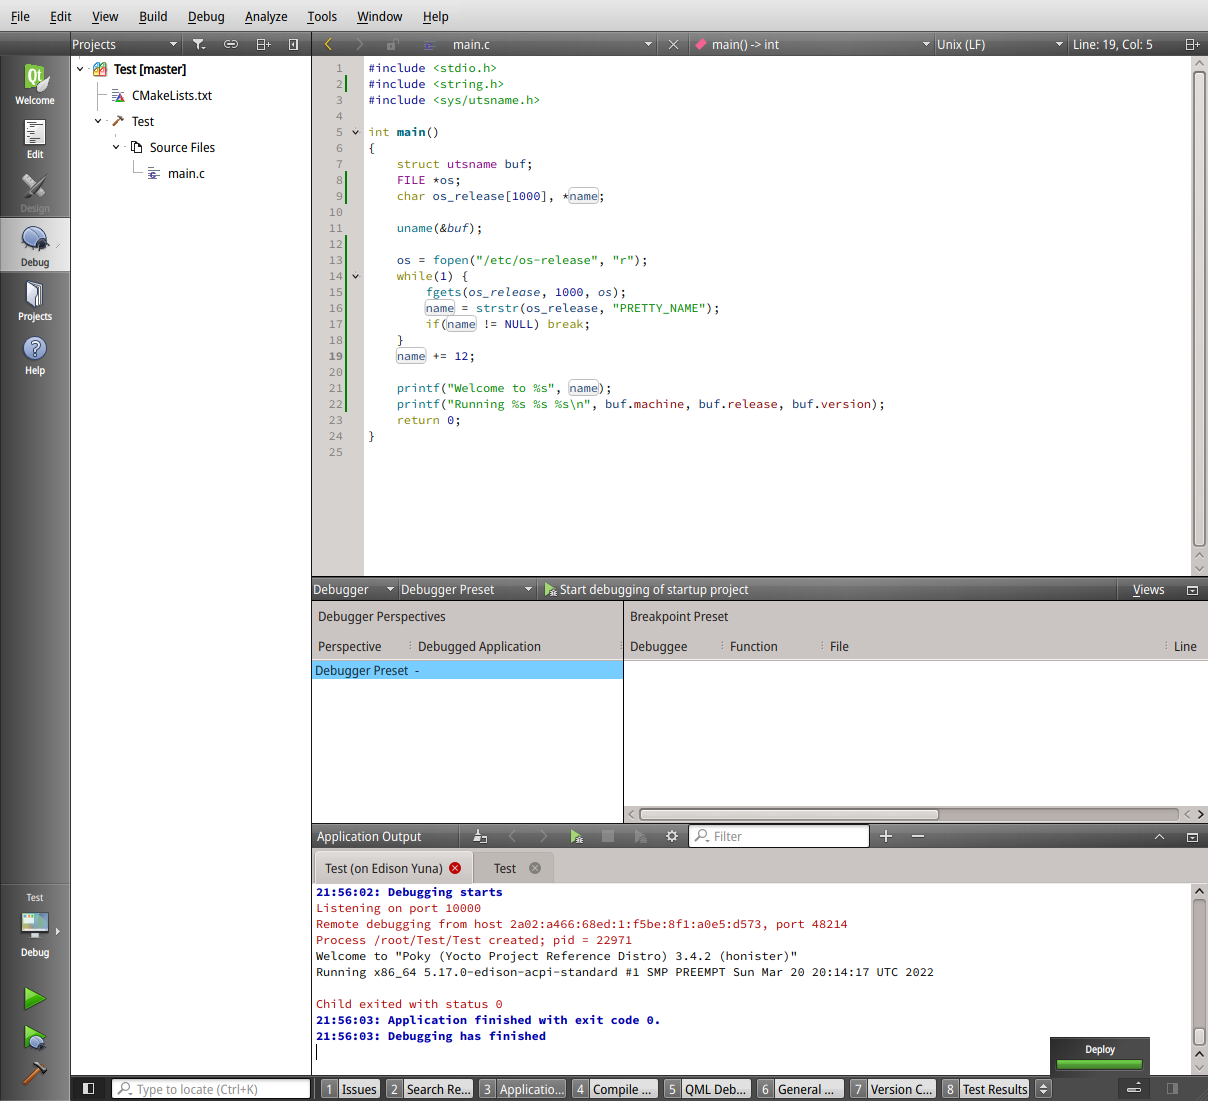 File Edit View Build Debug Analyze Tools Window Help
Projects main.c main() -> int Unix (LF) Line: 19, Col: 5
Welcome
Edit
Design
Debug
Projects
Help
Test [master]
CMakeLists.txt
Test
Source Files
main.c
1 #include <stdio.h>
2 #include <string.h>
3 #include <sys/utsname.h>
4
5 int main()
6 {
7 struct utsname buf;
8 FILE *os;
9 char os_release[1000], *name;
10
11 uname(&buf);
12
13 os = fopen("/etc/os-release", "r");
14 while(1) {
15 fgets(os_release, 1000, os);
16 name = strstr(os_release, "PRETTY_NAME");
17 if(name != NULL) break;
18 }
19 name += 12;
20
21 printf("Welcome to %s", name);
22 printf("Running %s %s %s\n", buf.machine, buf.release, buf.version);
23 return 0;
24 }
25
Debugger Debugger Preset Start debugging of startup project Views
Debugger Perspectives
Perspective Debugged Application
Debugger Preset -
Breakpoint Preset
Debuggee Function File Line
Application Output Filter
Test (on Edison Yuna) Test
21:56:02: Debugging starts
Listening on port 10000
Remote debugging from host 2a02:a466:68ed:1:f5be:8f1:a0e5:d573, port 48214
Process /root/Test/Test created; pid = 22971
Welcome to "Poky (Yocto Project Reference Distro) 3.4.2 (honister)"
Running x86_64 5.17.0-edison-acpi-standard #1 SMP PREEMPT Sun Mar 20 20:14:17 UTC 2022
Child exited with status 0
21:56:03: Application finished with exit code 0.
21:56:03: Debugging has finished
Test
Debug
Deploy
Type to locate (Ctrl+K) 1 Issues 2 Search Re... 3 Applicatio... 4 Compile ... 5 QML Deb... 6 General ... 7 Version C... 8 Test Results